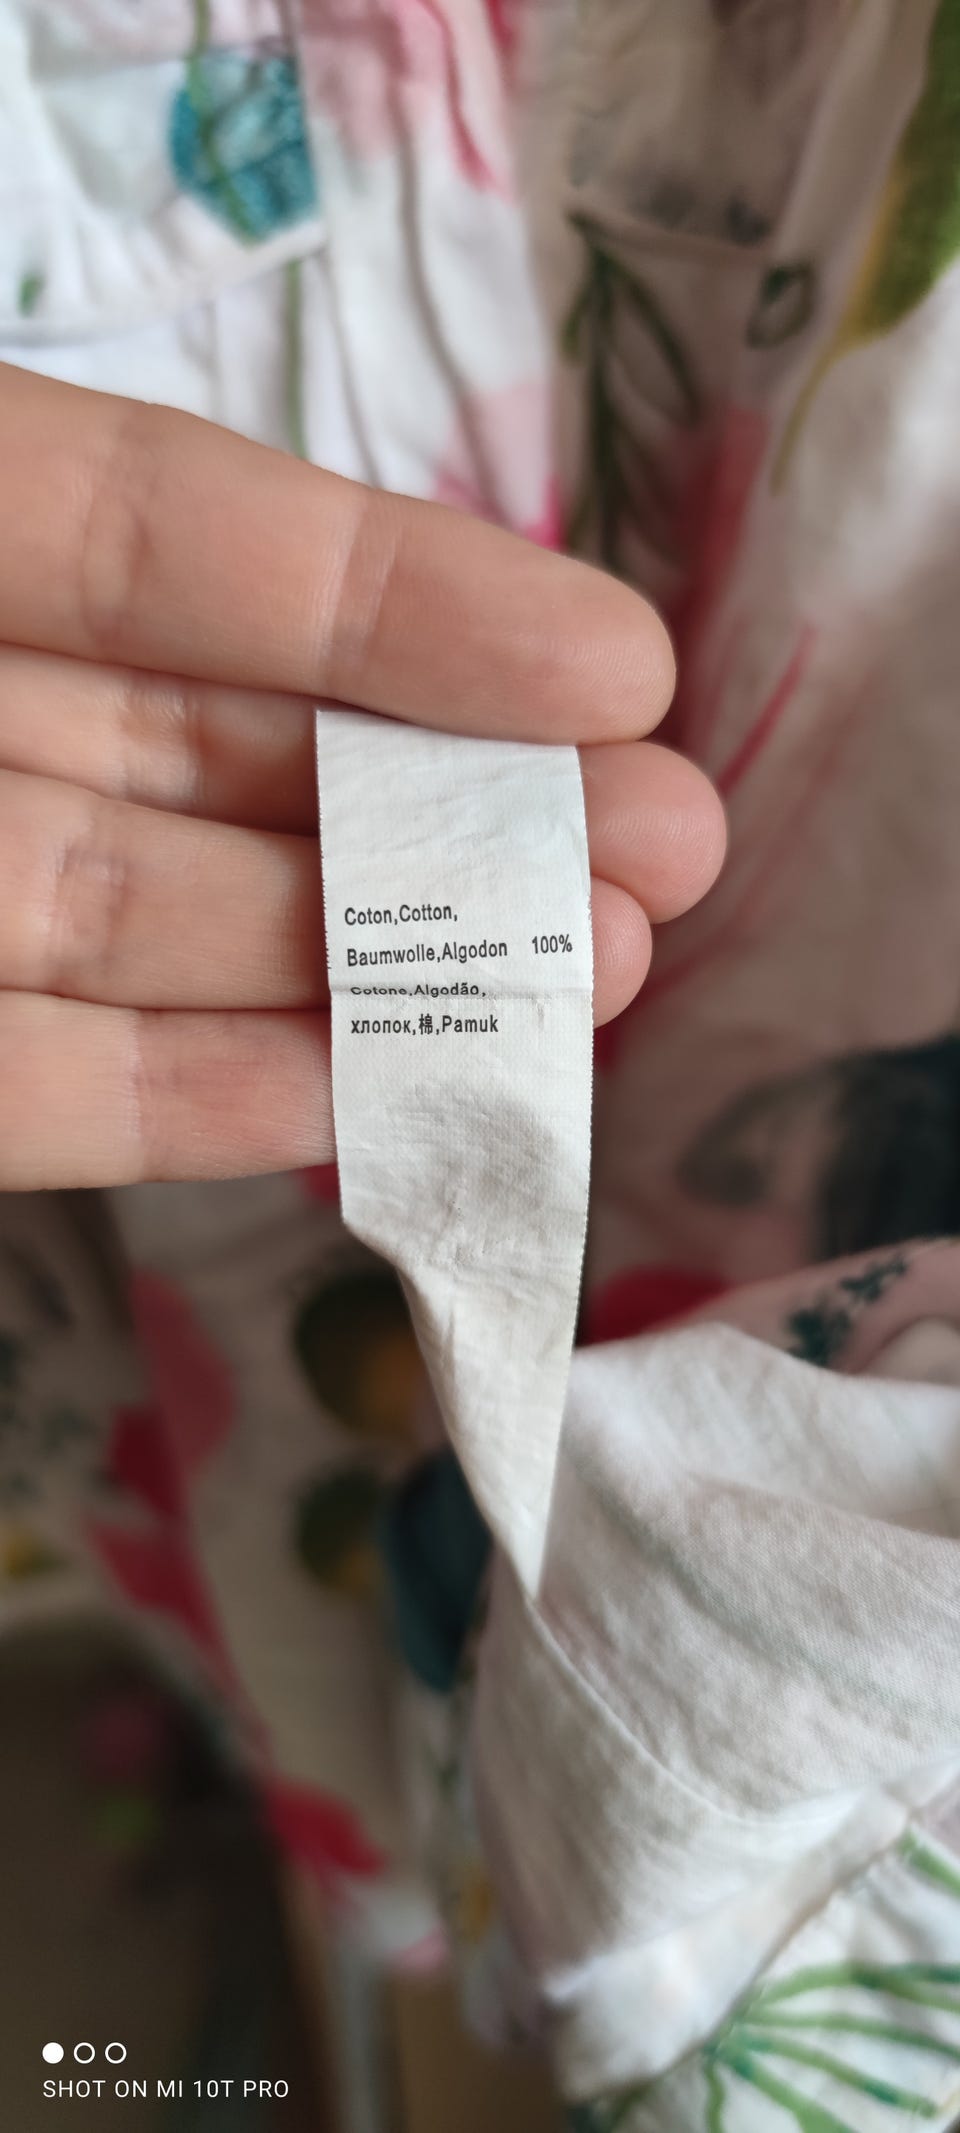 Coton,Cotton,
Baumwolle,Algodon 100%
Cotone,Algodão,
хлопок,棉,Pamuk
SHOT ON MI 10T PRO